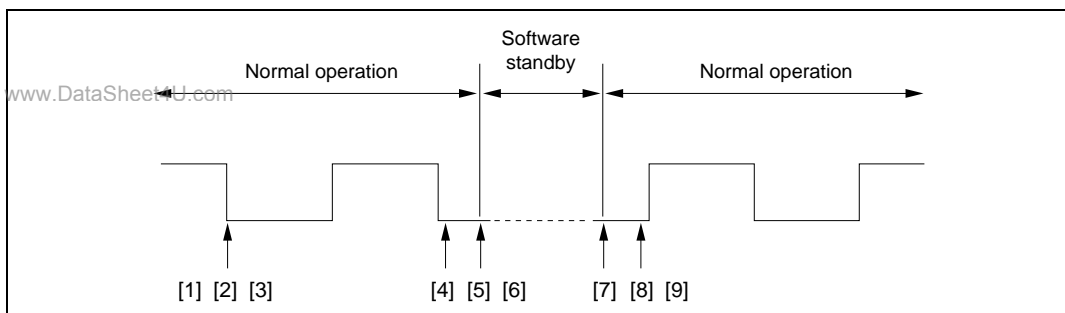 Software
standby
Normal operation
Normal operation
www.DataSheet4U.com
[1] [2] [3]
[4] [5] [6]
[7] [8] [9]